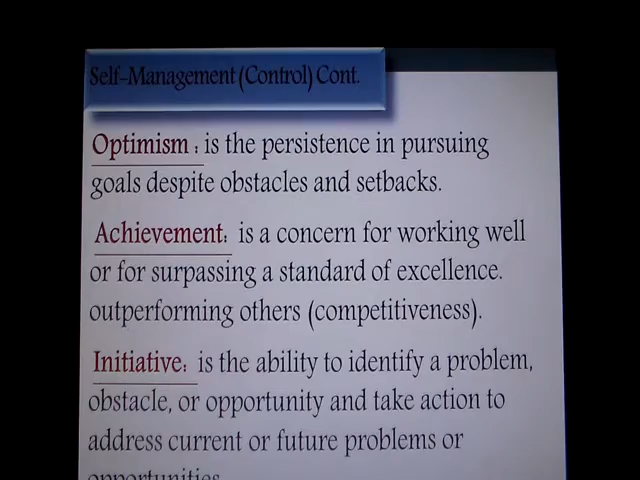 Self-Management (Control) Cont.
Optimism : is the persistence in pursuing
goals despite obstacles and setbacks.
Achievement: is a concern for working well
or for surpassing a standard of excellence.
outperforming others (competitiveness).
Initiative: is the ability to identify a problem,
obstacle, or opportunity and take action to
address current or future problems or
opportunities